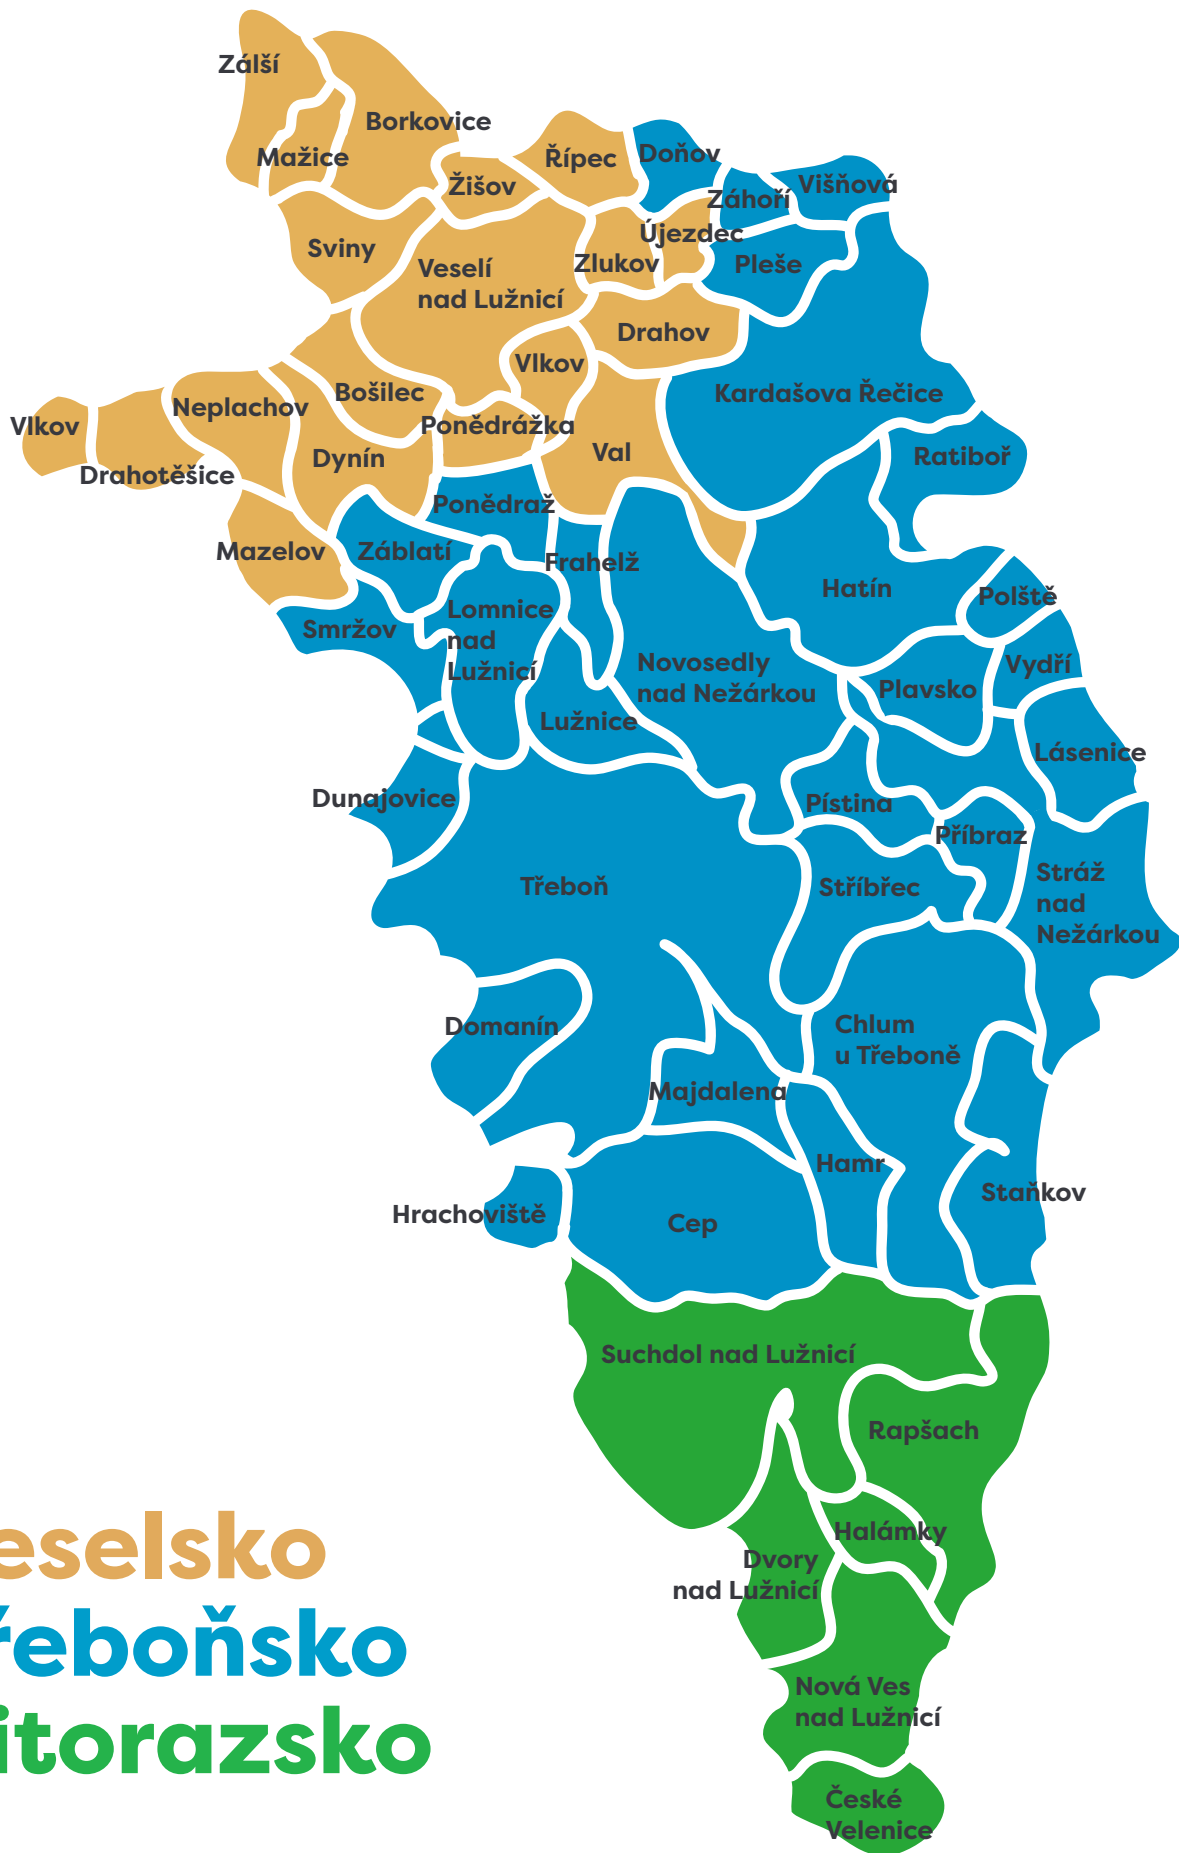 Zálší
Borkovice
Mažice
Řípec
Doňov
Žišov
Záhoří
Višňová
Sviny
Újezdec
Zlukov
Pleše
Veselí
nad Lužnicí
Drahov
Vlkov
Bošilec
Kardašova Řečice
Neplachov
Vlkov
Ponědrážka
Drahotěšice
Dynín
Val
Ratiboř
Ponědraž
Mazelov
Záblatí
Frahelž
Hatín
Polště
Smržov
Lomnice
nad
Lužnicí
Novosedly
nad Nežárkou
Vydří
Plavsko
Lužnice
Lásenice
Dunajovice
Pístina
Příbraz
Třeboň
Stříbřec
Stráž
nad
Nežárkou
Domanín
Chlum
u Třeboně
Majdalena
Hamr
Staňkov
Hrachoviště
Cep
Suchdol nad Lužnicí
Rapšach
Halámky
Dvory
nad Lužnicí
Nová Ves
nad Lužnicí
České
Velenice
eselsko
řeboňsko
itorazsko